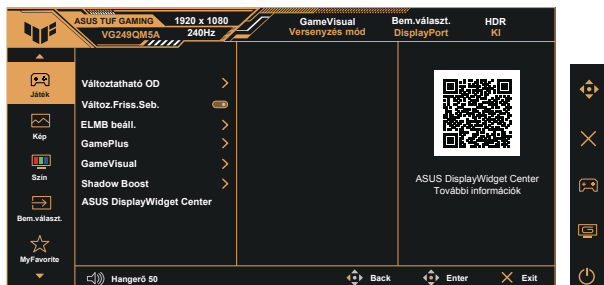 ASUS TUF GAMING 1920 x 1080
VG249QM5A 240Hz
GameVisual
Versenyzés mód
Bem.választ.
DisplayPort
HDR
KI
Játék
Kép
Szín
Bem.választ.
MyFavorite
Változtatható OD
Változ.Friss.Seb.
ELMB beáll.
GamePlus
GameVisual
Shadow Boost
ASUS DisplayWidget Center
ASUS DisplayWidget Center
További információk
Hangerő 50
Back
Enter
Exit